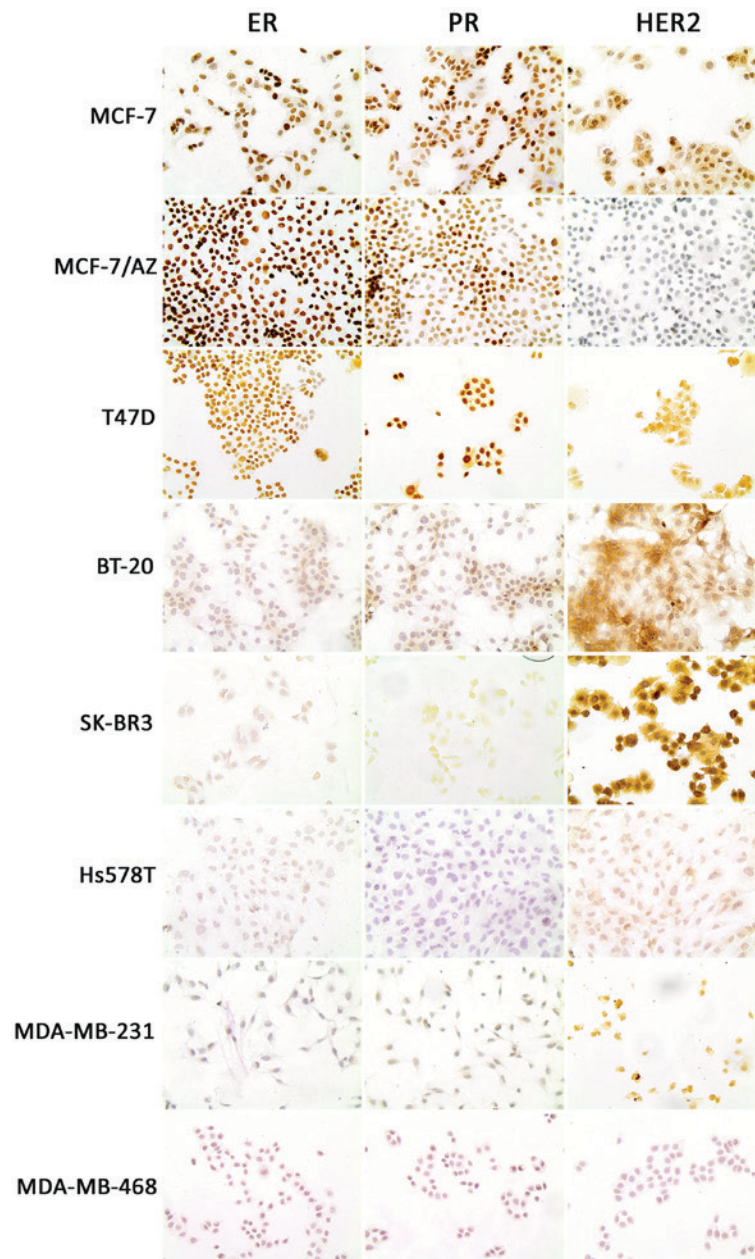 ER PR HER2
MCF-7
MCF-7/AZ
T47D
BT-20
SK-BR3
Hs578T
MDA-MB-231
MDA-MB-468